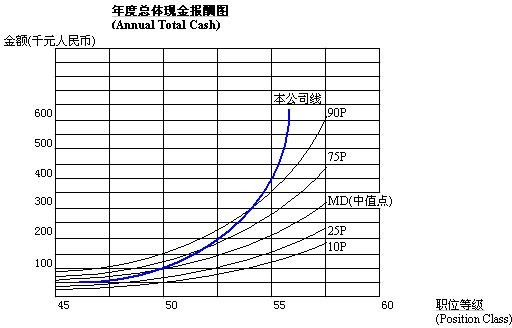 年度总体现金报酬图
(Annual Total Cash)
金额(千元人民币)
本公司线
600
90P
500
75P
400
300
MD(中值点)
200
25P
10P
100
45
50
55
60
职位等级
(Position Class)